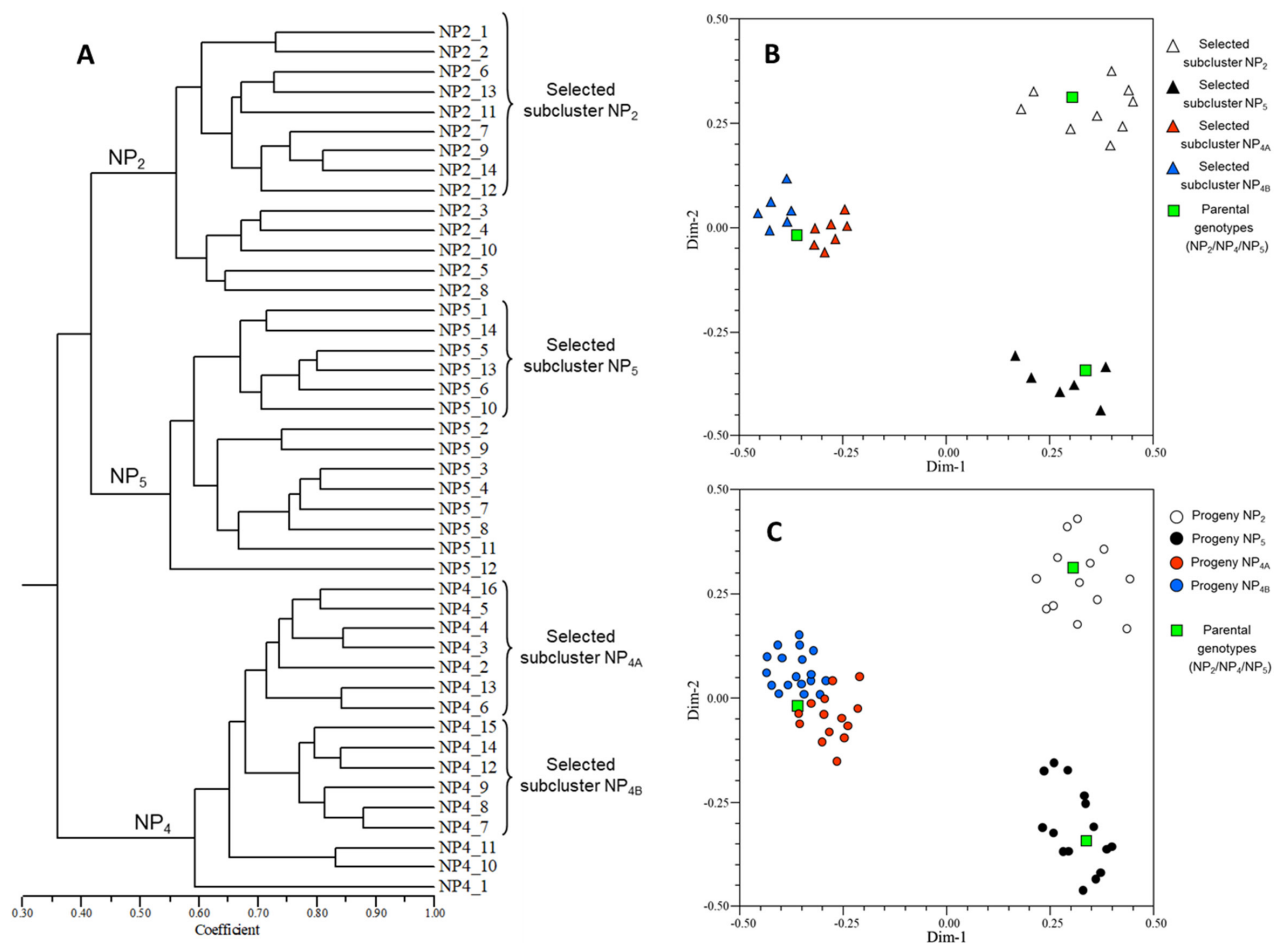 A
NP2_1
NP2_2
NP2_6
NP2_13
NP2_11
NP2_7
NP2_9
NP2_14
NP2_12
NP2_3
NP2_4
NP2_10
NP2_5
NP2_8
NP5_1
NP5_14
NP5_5
NP5_13
NP5_6
NP5_10
NP5_2
NP5_9
NP5_3
NP5_4
NP5_7
NP5_8
NP5_11
NP5_12
NP4_16
NP4_5
NP4_4
NP4_3
NP4_2
NP4_13
NP4_6
NP4_15
NP4_14
NP4_12
NP4_9
NP4_8
NP4_7
NP4_11
NP4_10
NP4_1
NP₂
NP₅
NP₄
Selected
subcluster NP₂
Selected
subcluster NP₅
Selected
subcluster NP₄A
Selected
subcluster NP₄B
0.30 0.40 0.50 0.60 0.70 0.80 0.90 1.00
Coefficient
B
0.50
0.25
0.00
-0.25
-0.50
Dim-2
-0.50 -0.25 0.00 0.25 0.50
Dim-1
Selected
subcluster NP₂
Selected
subcluster NP₅
Selected
subcluster NP₄A
Selected
subcluster NP₄B
Parental
genotypes
(NP₂/NP₄/NP₅)
C
0.50
0.25
0.00
-0.25
-0.50
Dim-2
-0.50 -0.25 0.00 0.25 0.50
Dim-1
Progeny NP₂
Progeny NP₅
Progeny NP₄A
Progeny NP₄B
Parental
genotypes
(NP₂/NP₄/NP₅)